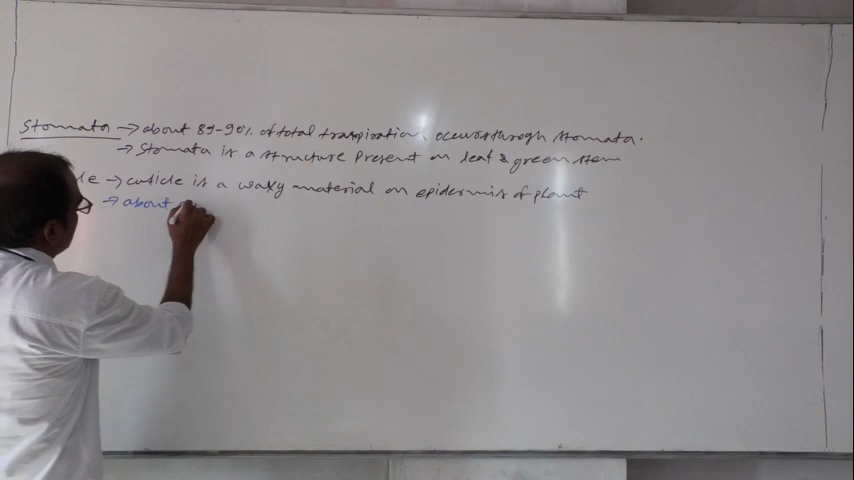 Stomata → about 89-90% of total transpiration occurs through stomata.
→ Stomata is a structure present on leaf & green stem
le → cuticle is a waxy material on epidermis of plant
→ about